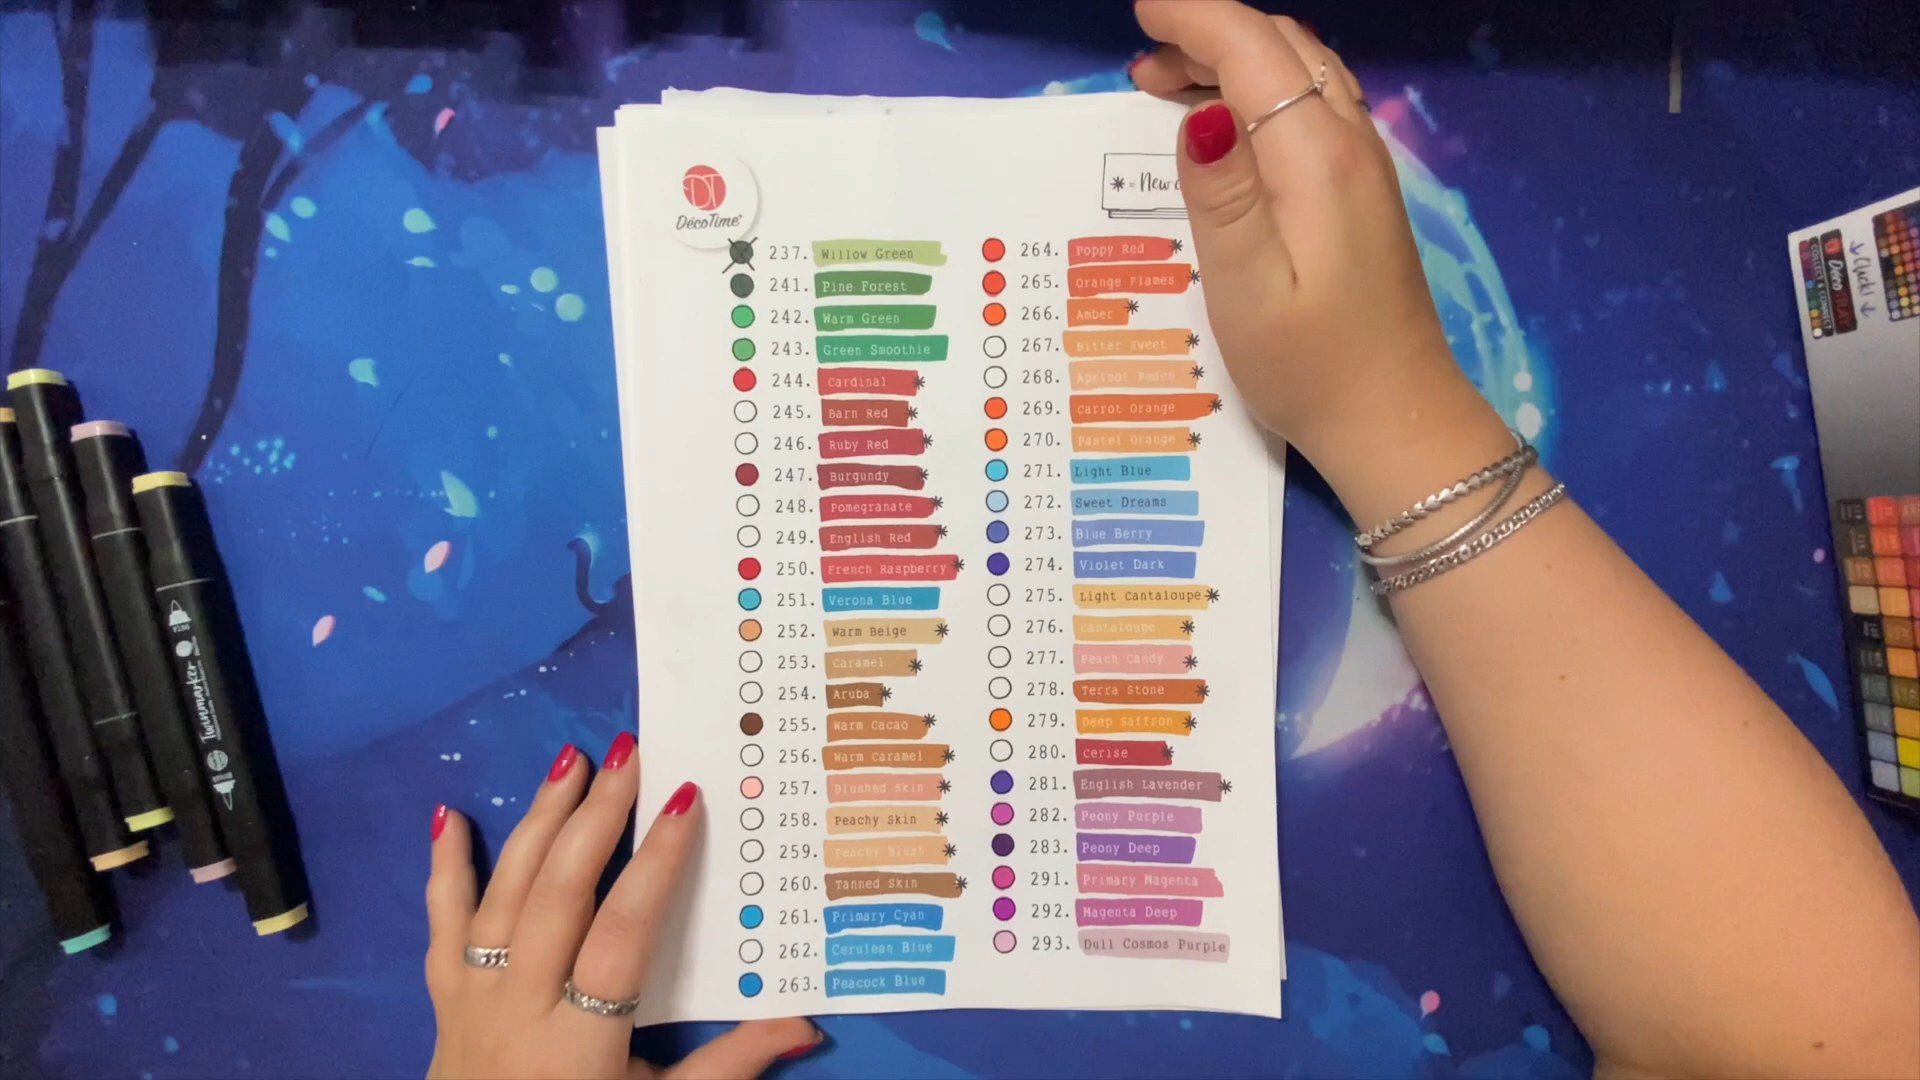 DT
DécoTime
* = New
237. Willow Green
241. Pine Forest
242. Warm Green
243. Green Smoothie
244. Cardinal *
245. Barn Red *
246. Ruby Red *
247. Burgundy *
248. Pomegranate *
249. English Red *
250. French Raspberry *
251. Verona Blue
252. Warm Beige *
253. Caramel *
254. Aruba *
255. Warm Cacao *
256. Warm Caramel *
257. Blushed Skin *
258. Peachy Skin *
259. Peachy Blush *
260. Tanned Skin *
261. Primary Cyan
262. Cerulean Blue
263. Peacock Blue
264. Poppy Red *
265. Orange Flames *
266. Amber *
267. Bitter Sweet *
268. Apricot Peach *
269. Carrot Orange *
270. Pastel Orange *
271. Light Blue
272. Sweet Dreams
273. Blue Berry
274. Violet Dark
275. Light Cantaloupe *
276. Cantaloupe *
277. Peach Candy *
278. Terra Stone *
279. Deep Saffron *
280. Cerise *
281. English Lavender *
282. Peony Purple
283. Peony Deep
291. Primary Magenta
292. Magenta Deep
293. Dull Cosmos Purple
FINE
Twinmarker
COLLECT & CONNECT
Click!